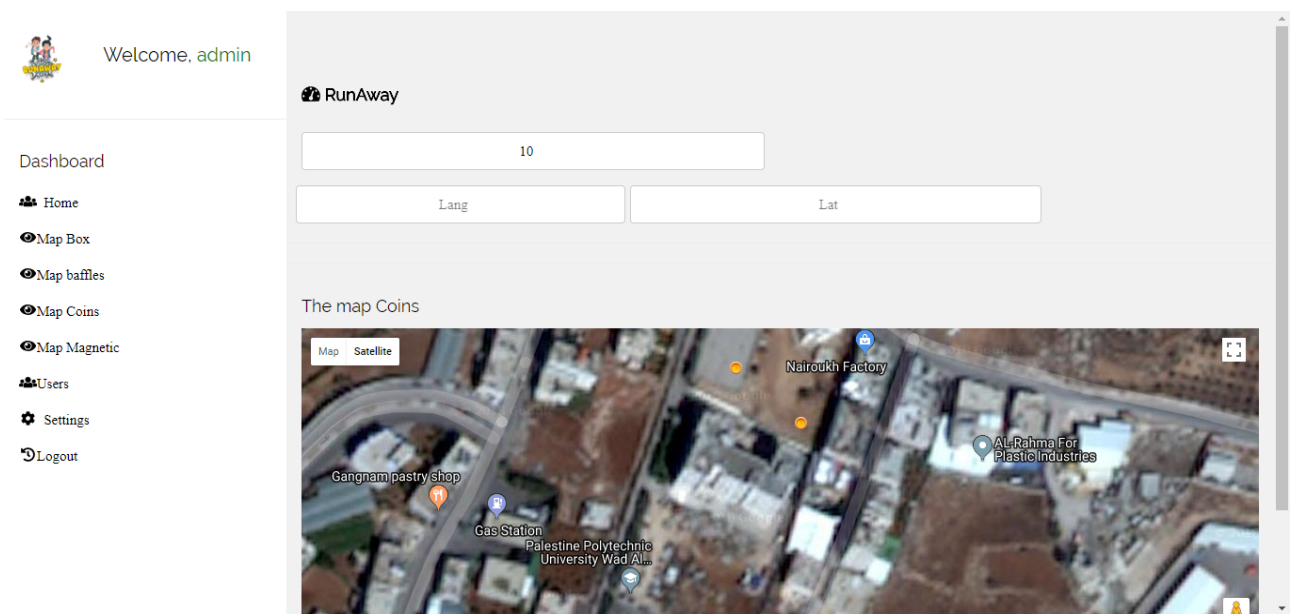 RUNAWAY
Welcome, admin
Dashboard
Home
Map Box
Map baffles
Map Coins
Map Magnetic
Users
Settings
Logout
RunAway
10
Lang Lat
The map Coins
Map Satellite
Nairoukh Factory
AL-Rahma For
Plastic Industries
Gangnam pastry shop
Gas Station
Palestine Polytechnic
University Wad Al...